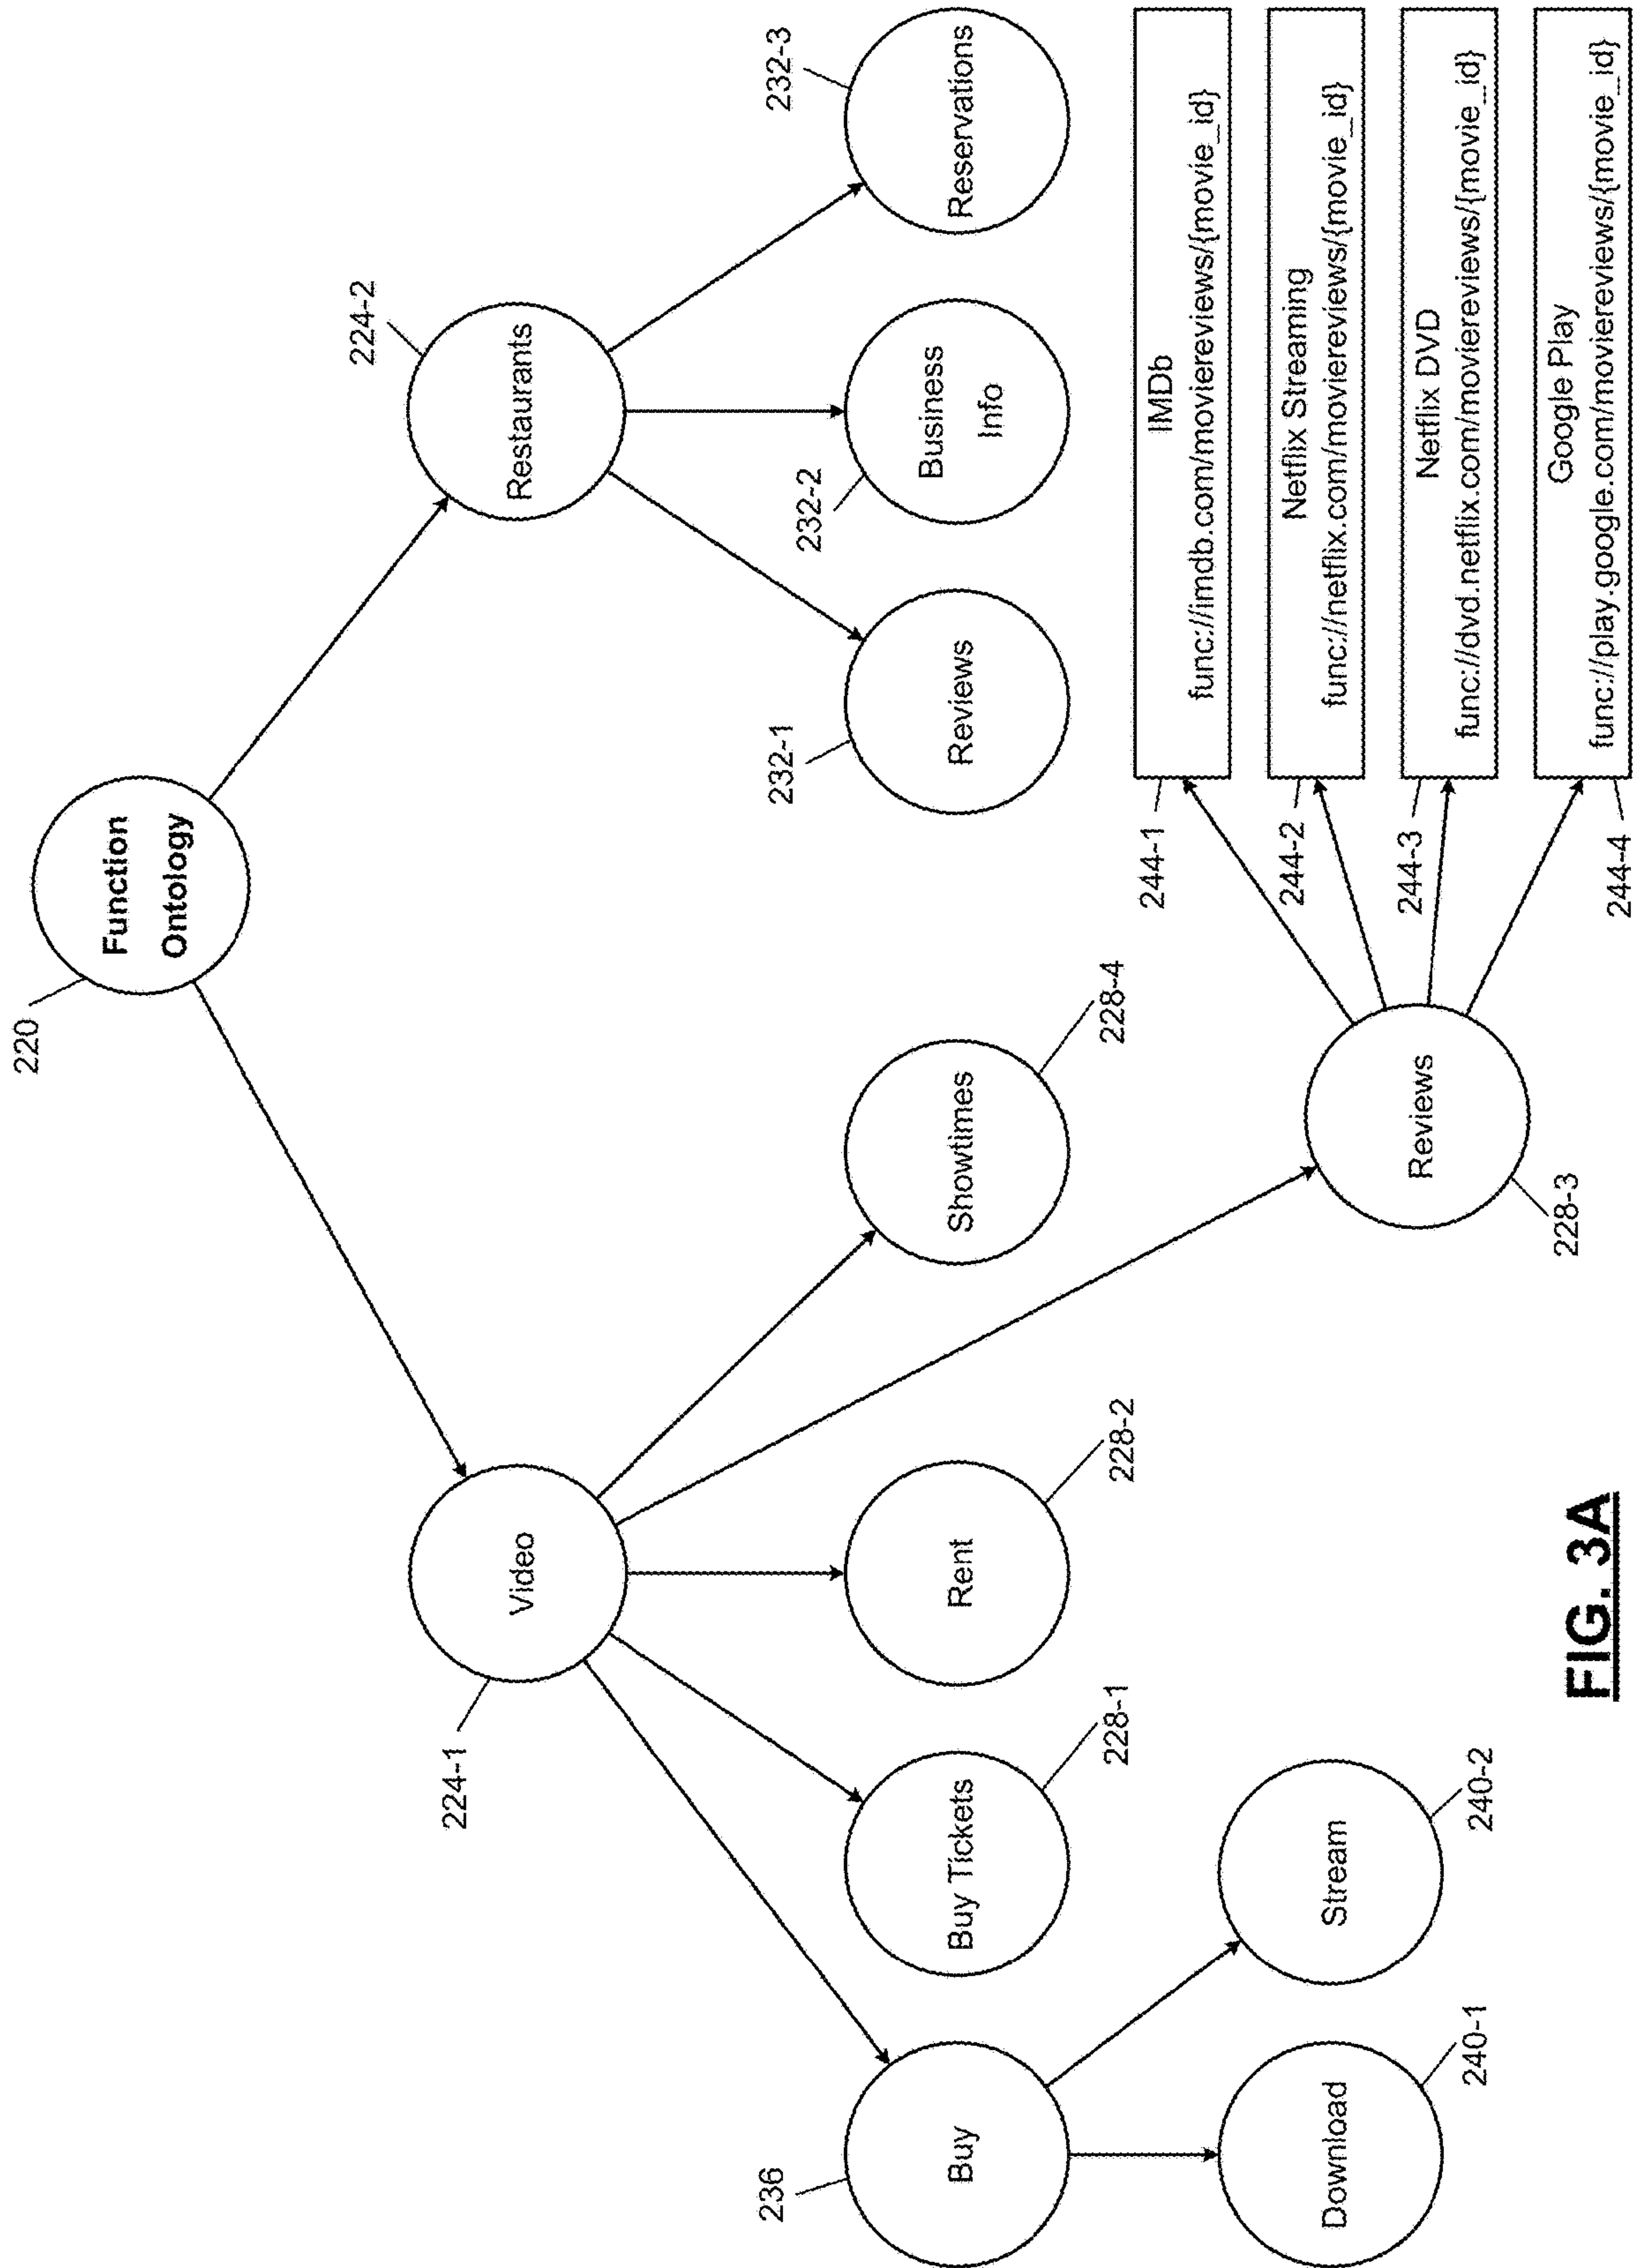 220
Function
Ontology
224-1
Video
224-2
Restaurants
236
Buy
Buy Tickets
228-1
Rent
228-2
Showtimes
228-4
232-1
Reviews
232-2
Business
Info
232-3
Reservations
Download
240-1
Stream
240-2
Reviews
228-3
244-1
IMDb
func://imdb.com/moviereviews/{movie_id}
244-2
Netflix Streaming
func://netflix.com/moviereviews/{movie_id}
244-3
Netflix DVD
func://dvd.netflix.com/moviereviews/{movie_id}
244-4
Google Play
func://play.google.com/moviereviews/{movie_id}
FIG. 3A